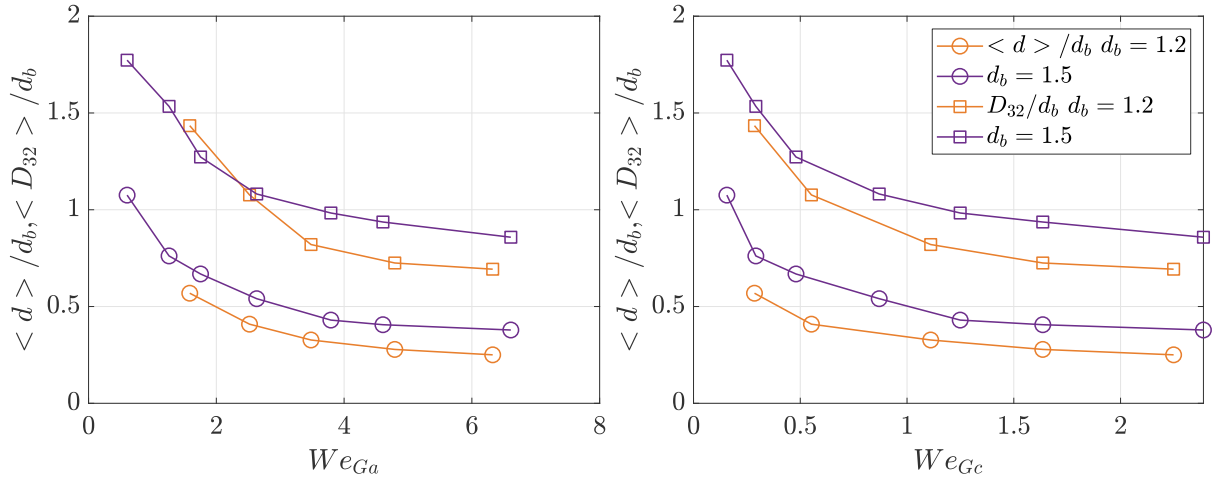 < d > /d_b, < D_32 > /d_b
2
1.5
1
0.5
0
0 2 4 6 8
We_Ga
< d > /d_b, < D_32 > /d_b
2
1.5
1
0.5
0
0 0.5 1 1.5 2
We_Gc
< d > /d_b d_b = 1.2
d_b = 1.5
D_32/d_b d_b = 1.2
d_b = 1.5